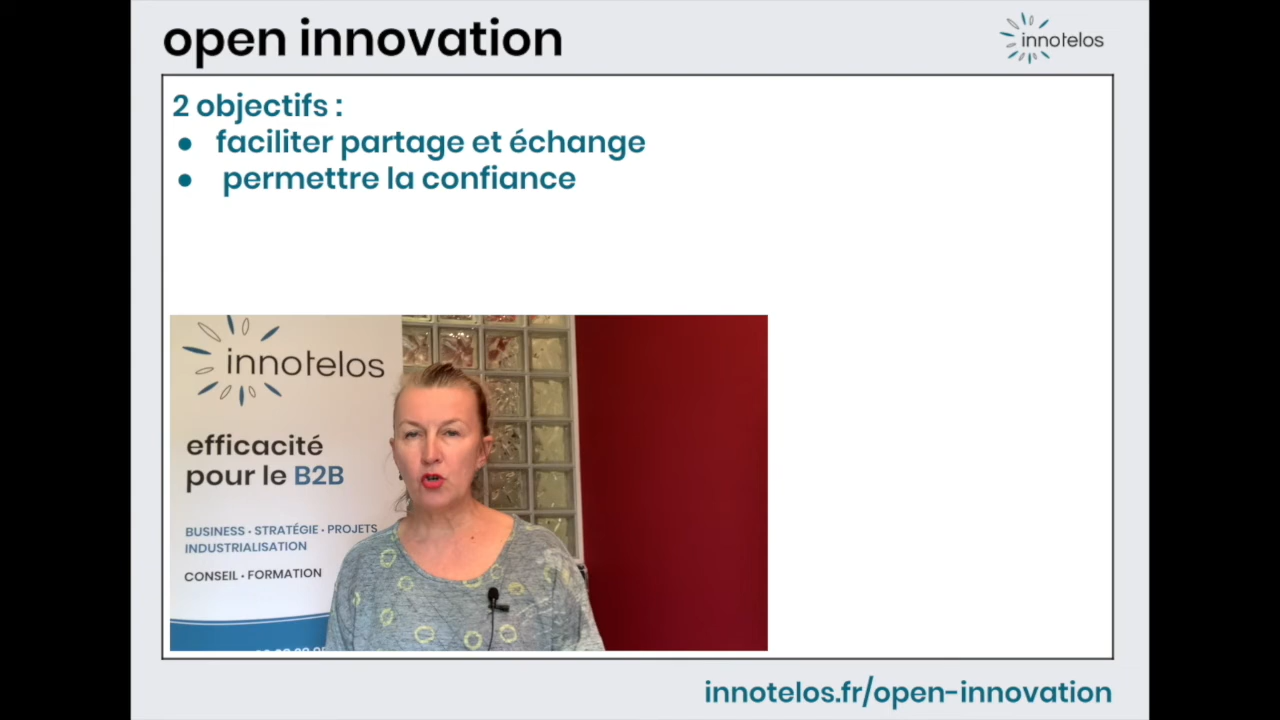 open innovation
innotelos
2 objectifs :
● faciliter partage et échange
● permettre la confiance
innotelos
efficacité
pour le B2B
BUSINESS • STRATÉGIE • PROJETS
INDUSTRIALISATION
CONSEIL • FORMATION
innotelos.fr/open-innovation